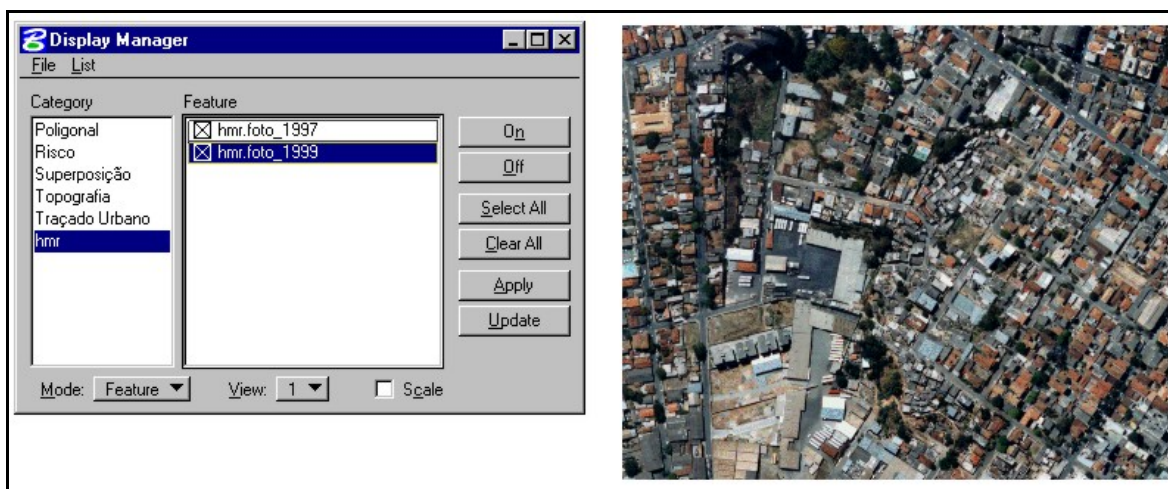 Display Manager
File List
Category Feature
Poligonal
Risco
Superposição
Topografia
Traçado Urbano
hmr
hmr.foto_1997
hmr.foto_1999
On
Off
Select All
Clear All
Apply
Update
Mode: Feature View: 1 Scale